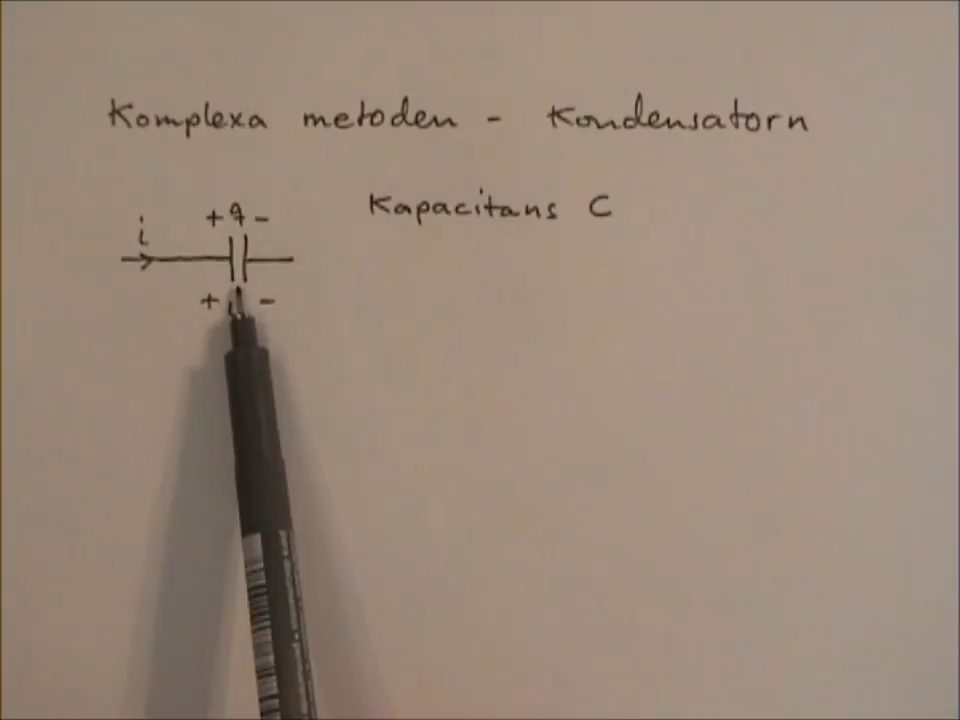 Komplexa metoden - Kondensatorn
Kapacitans C
+ q -
i
+ -